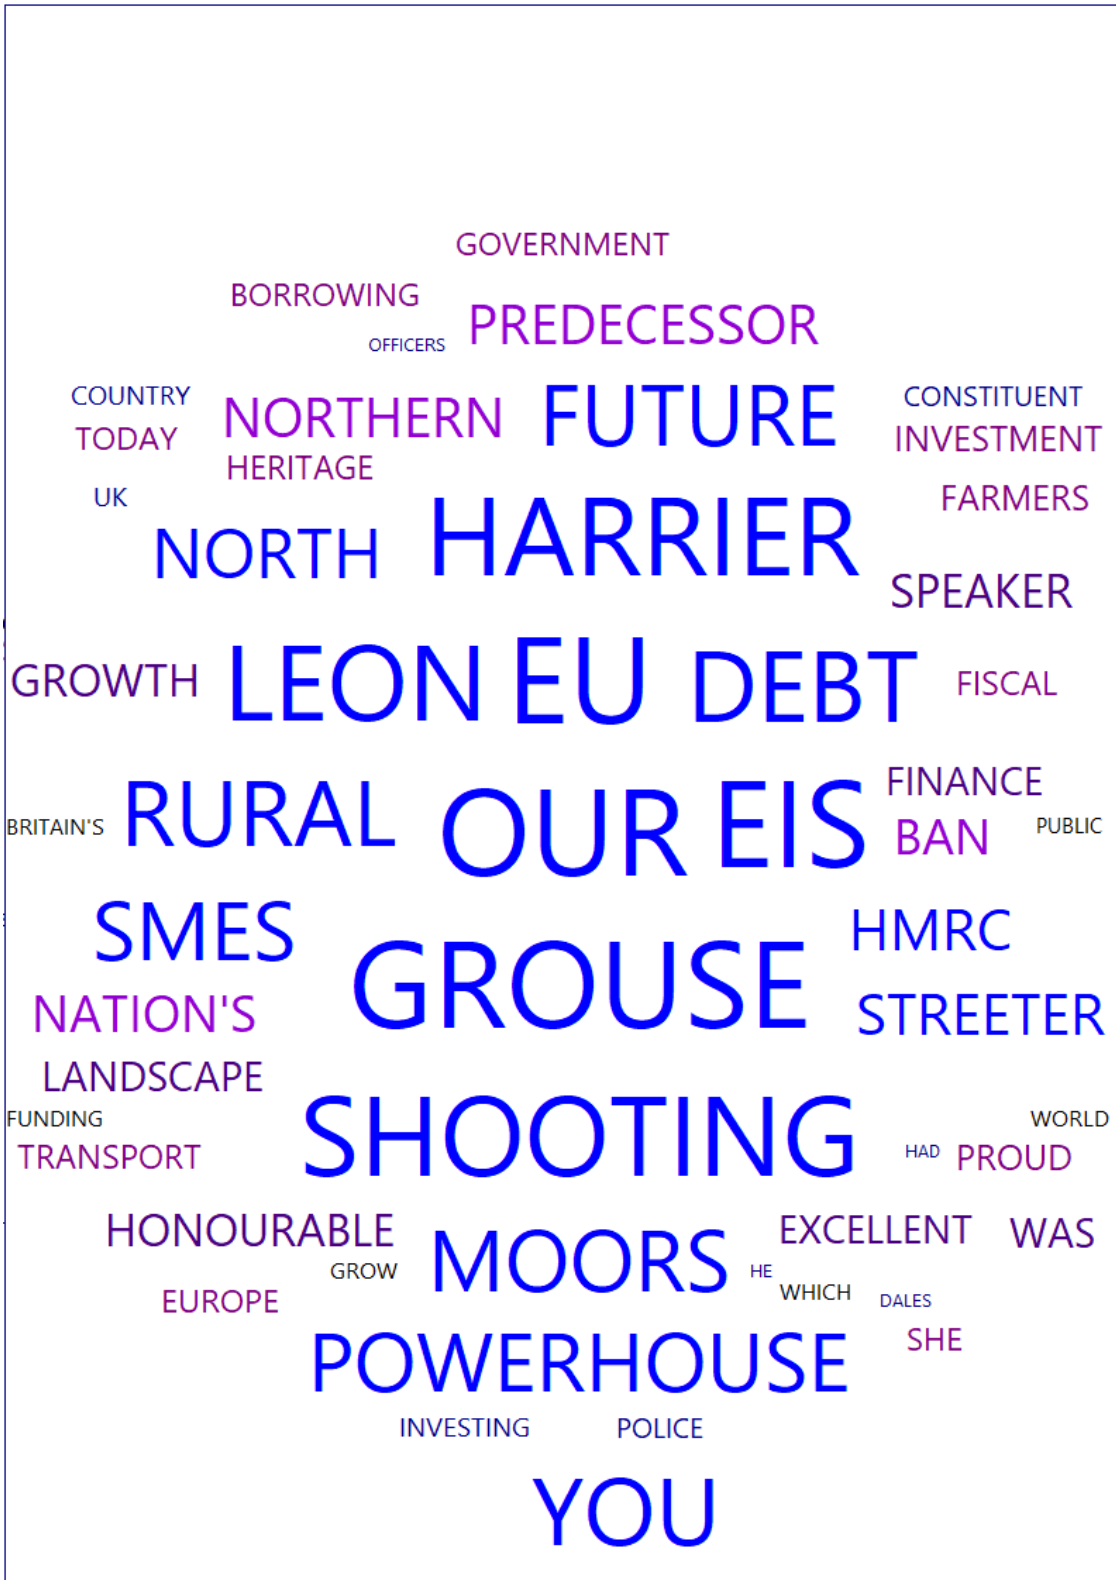 GOVERNMENT
BORROWING
PREDECESSOR
OFFICERS
COUNTRY
NORTHERN
FUTURE
CONSTITUENT
TODAY
INVESTMENT
HERITAGE
UK
FARMERS
NORTH
HARRIER
SPEAKER
GROWTH
LEON
EU
DEBT
FISCAL
BRITAIN'S
RURAL
OUR
EIS
FINANCE
BAN
PUBLIC
SMES
GROUSE
HMRC
NATION'S
STREETER
LANDSCAPE
FUNDING
SHOOTING
WORLD
TRANSPORT
HAD
PROUD
HONOURABLE
MOORS
EXCELLENT
WAS
GROW
HE
WHICH
EUROPE
DALES
SHE
POWERHOUSE
INVESTING
POLICE
YOU